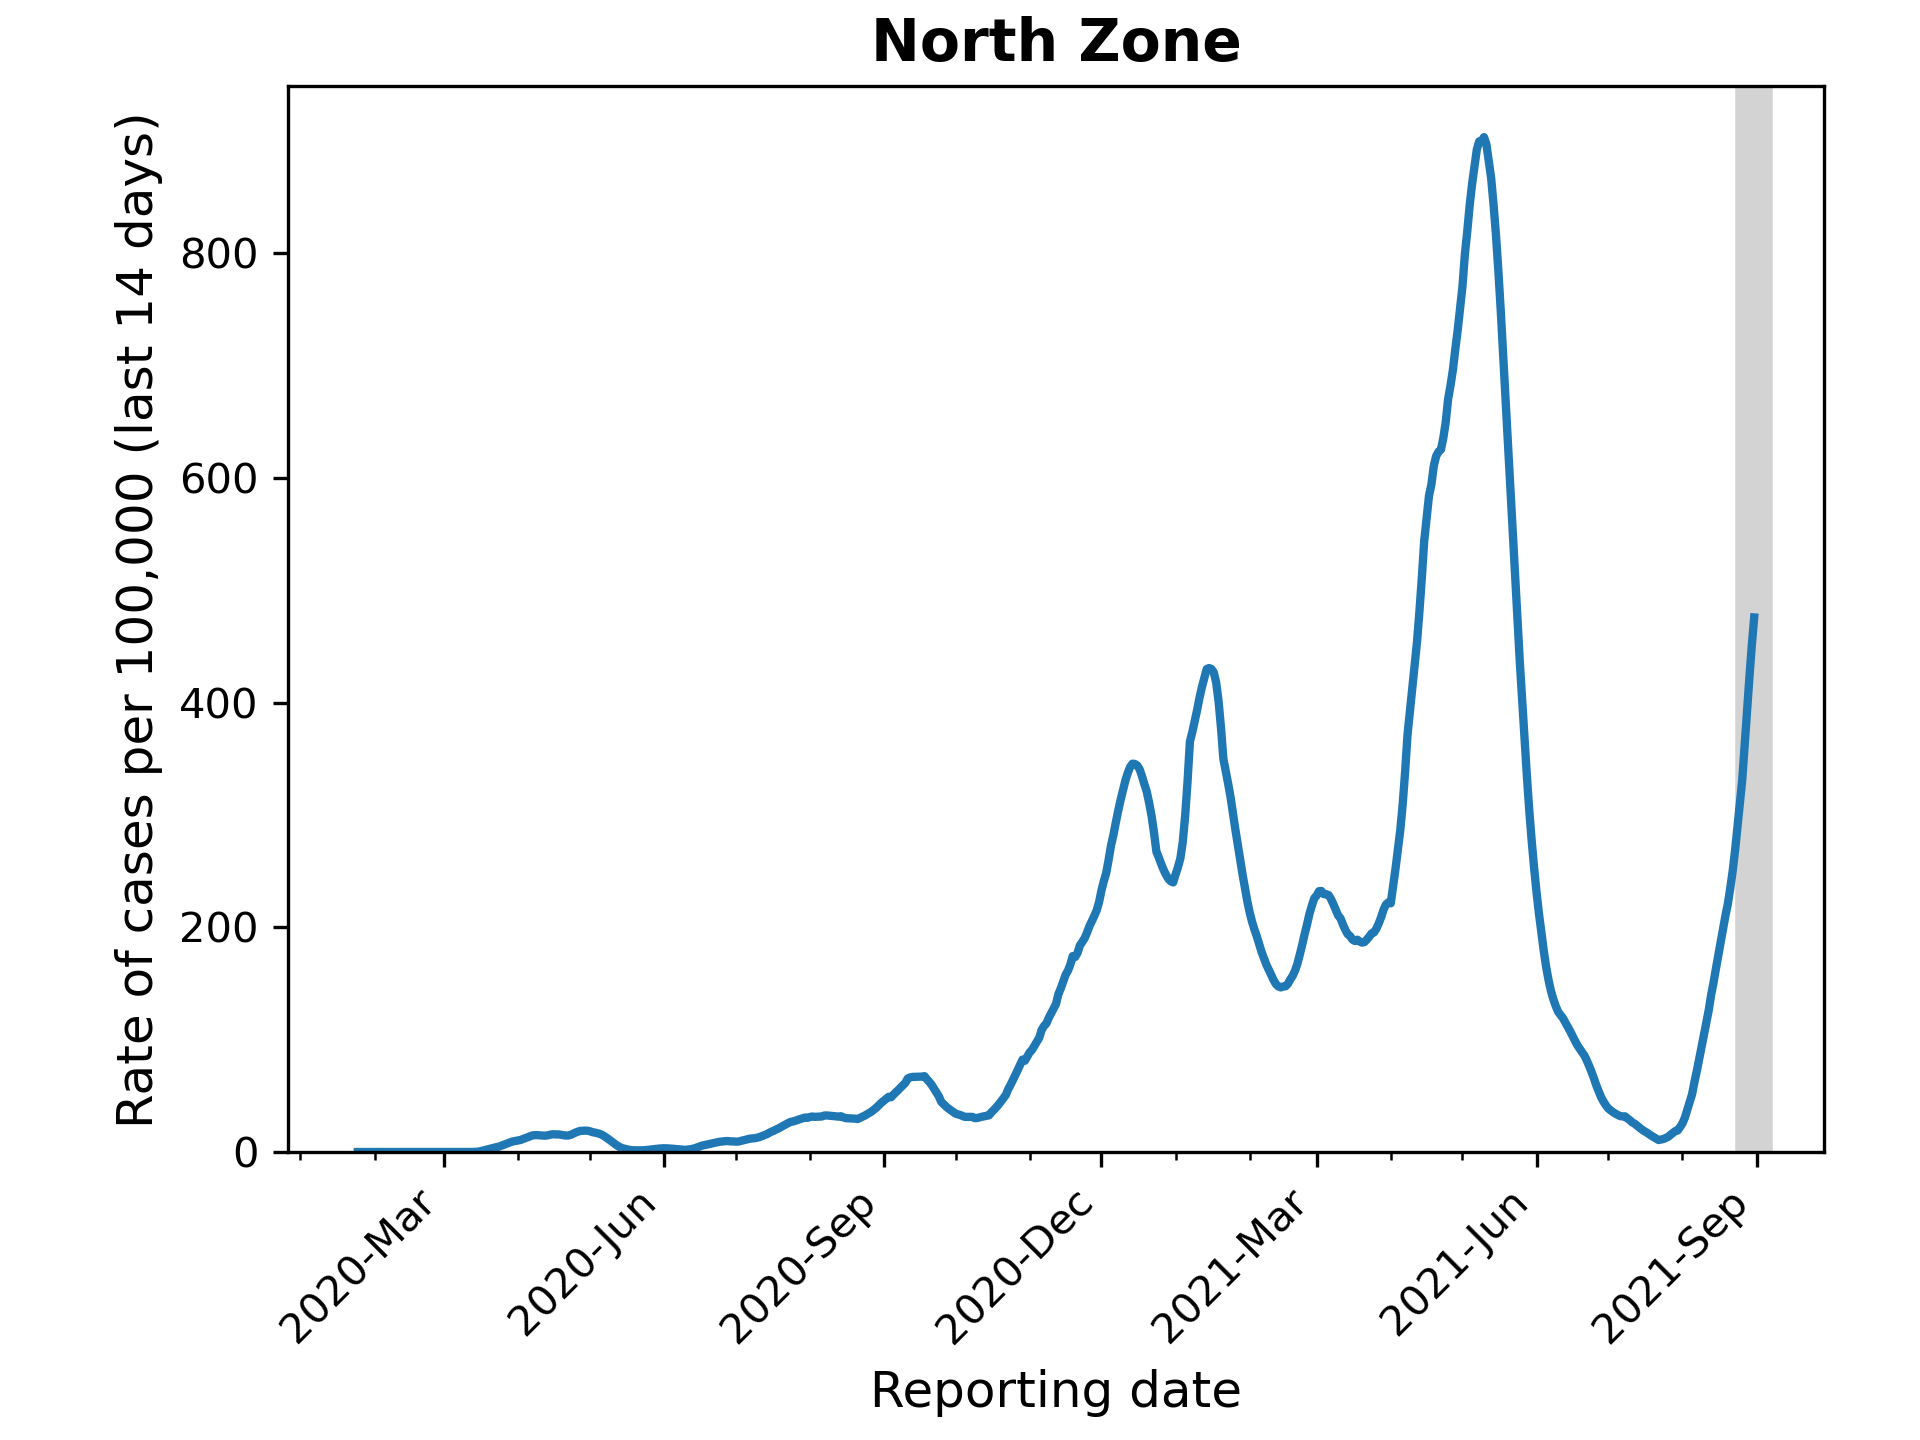 North Zone
Rate of cases per 100,000 (last 14 days)
800
600
400
200
0
2020-Mar
2020-Jun
2020-Sep
2020-Dec
2021-Mar
2021-Jun
2021-Sep
Reporting date